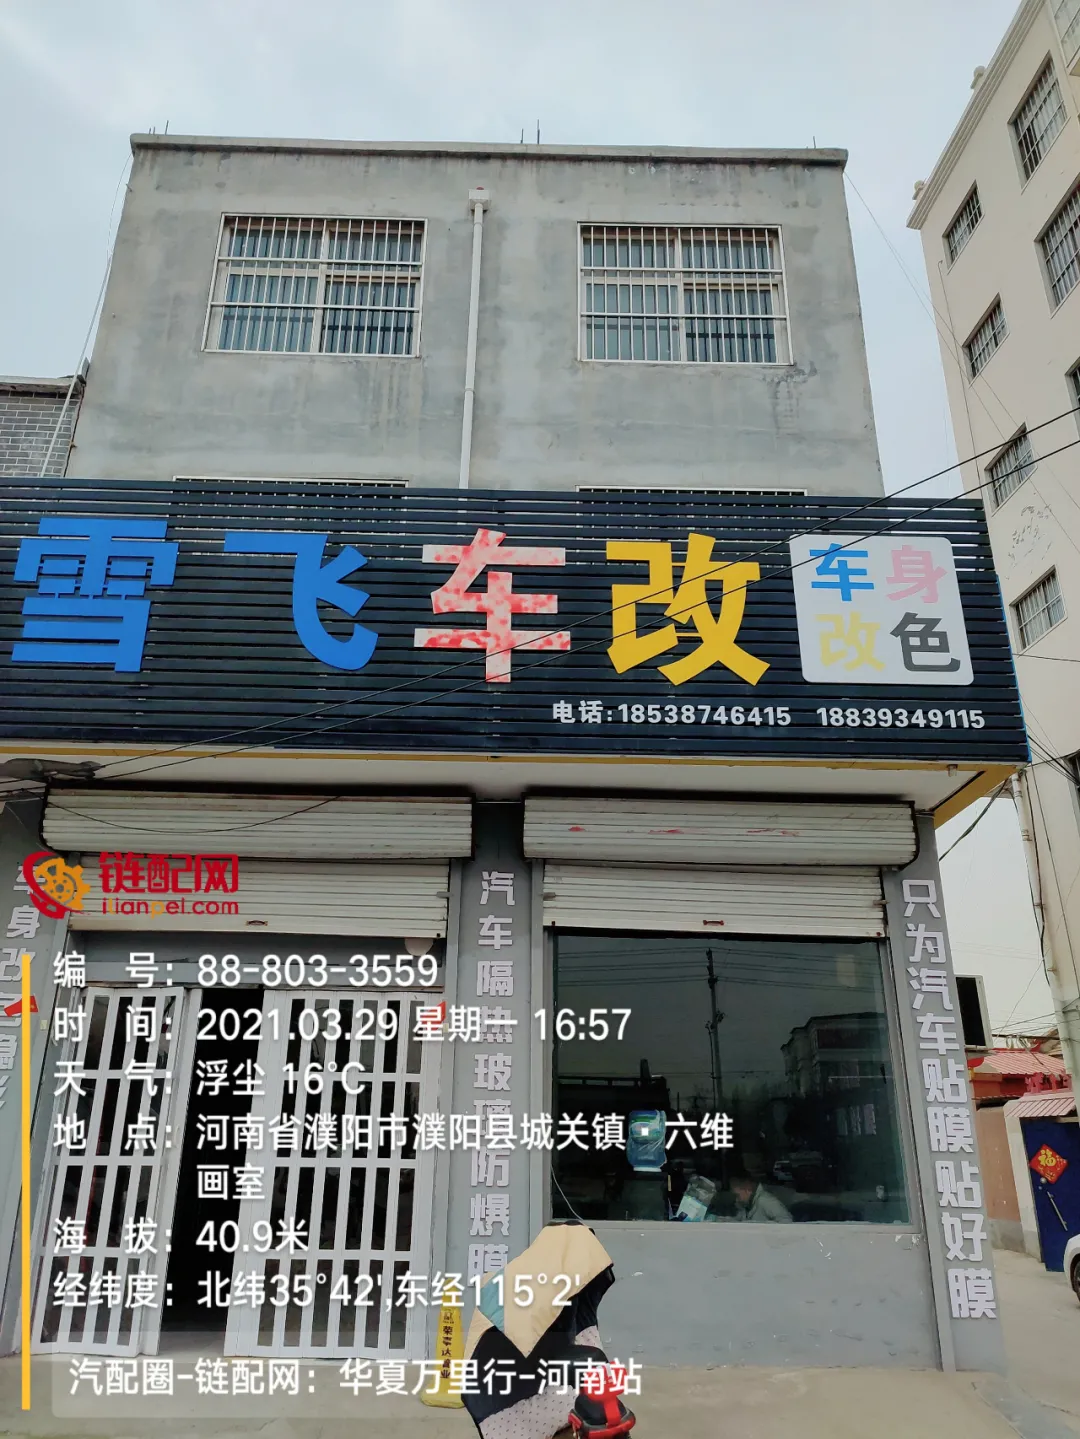 雪飞车改
车身
改色
电话:18538746415 18839349115
链配网
ilianpei.com
汽车隔热玻璃防爆膜
只为汽车贴膜贴好膜
编 号: 88-803-3559
时 间: 2021.03.29 星期一 16:57
天 气: 浮尘 16℃
地 点: 河南省濮阳市濮阳县城关镇·六维
画室
海 拔: 40.9米
经纬度: 北纬35°42′,东经115°2′
汽配圈-链配网: 华夏万里行-河南站
福